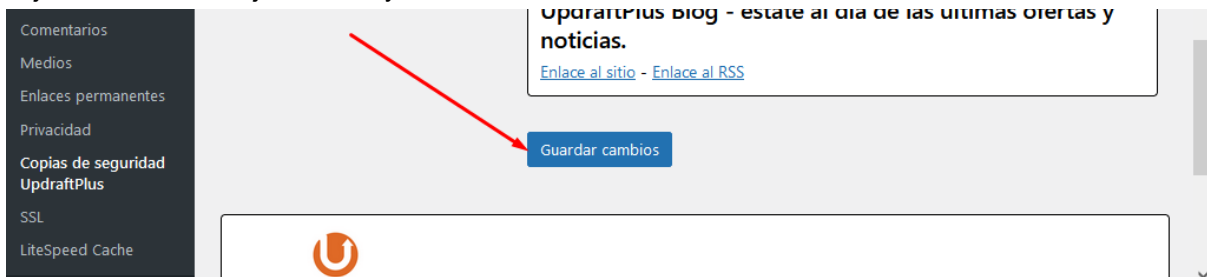 Comentarios
Medios
Enlaces permanentes
Privacidad
Copias de seguridad
UpdraftPlus
SSL
LiteSpeed Cache
UpdraftPlus Blog - estate al día de las últimas ofertas y
noticias.
Enlace al sitio - Enlace al RSS
Guardar cambios